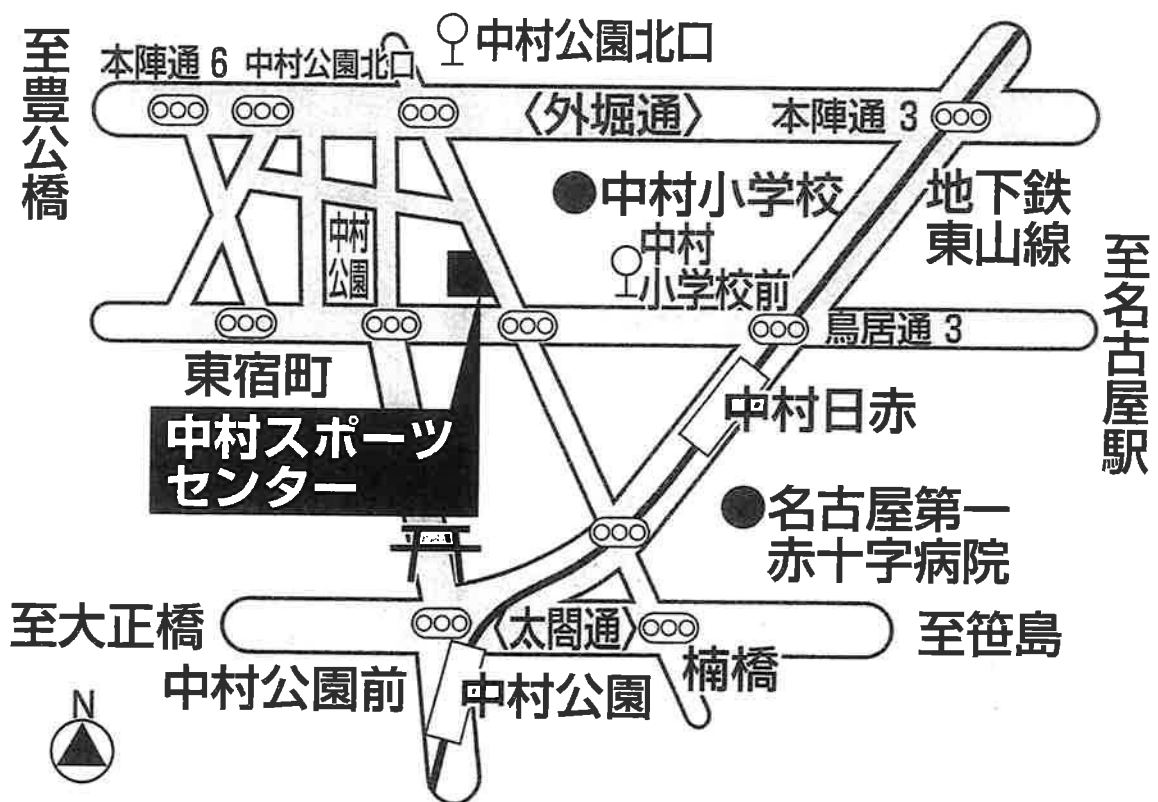 至豊公橋
本陣通 6
中村公園北口
中村公園北口
〈外堀通〉
本陣通 3
中村小学校
地下鉄
東山線
中村
公園
中村
小学校前
至名古屋駅
鳥居通 3
東宿町
中村スポーツ
センター
中村日赤
名古屋第一
赤十字病院
至大正橋
〈太閤通〉
至笹島
楠橋
中村公園前
中村公園
N